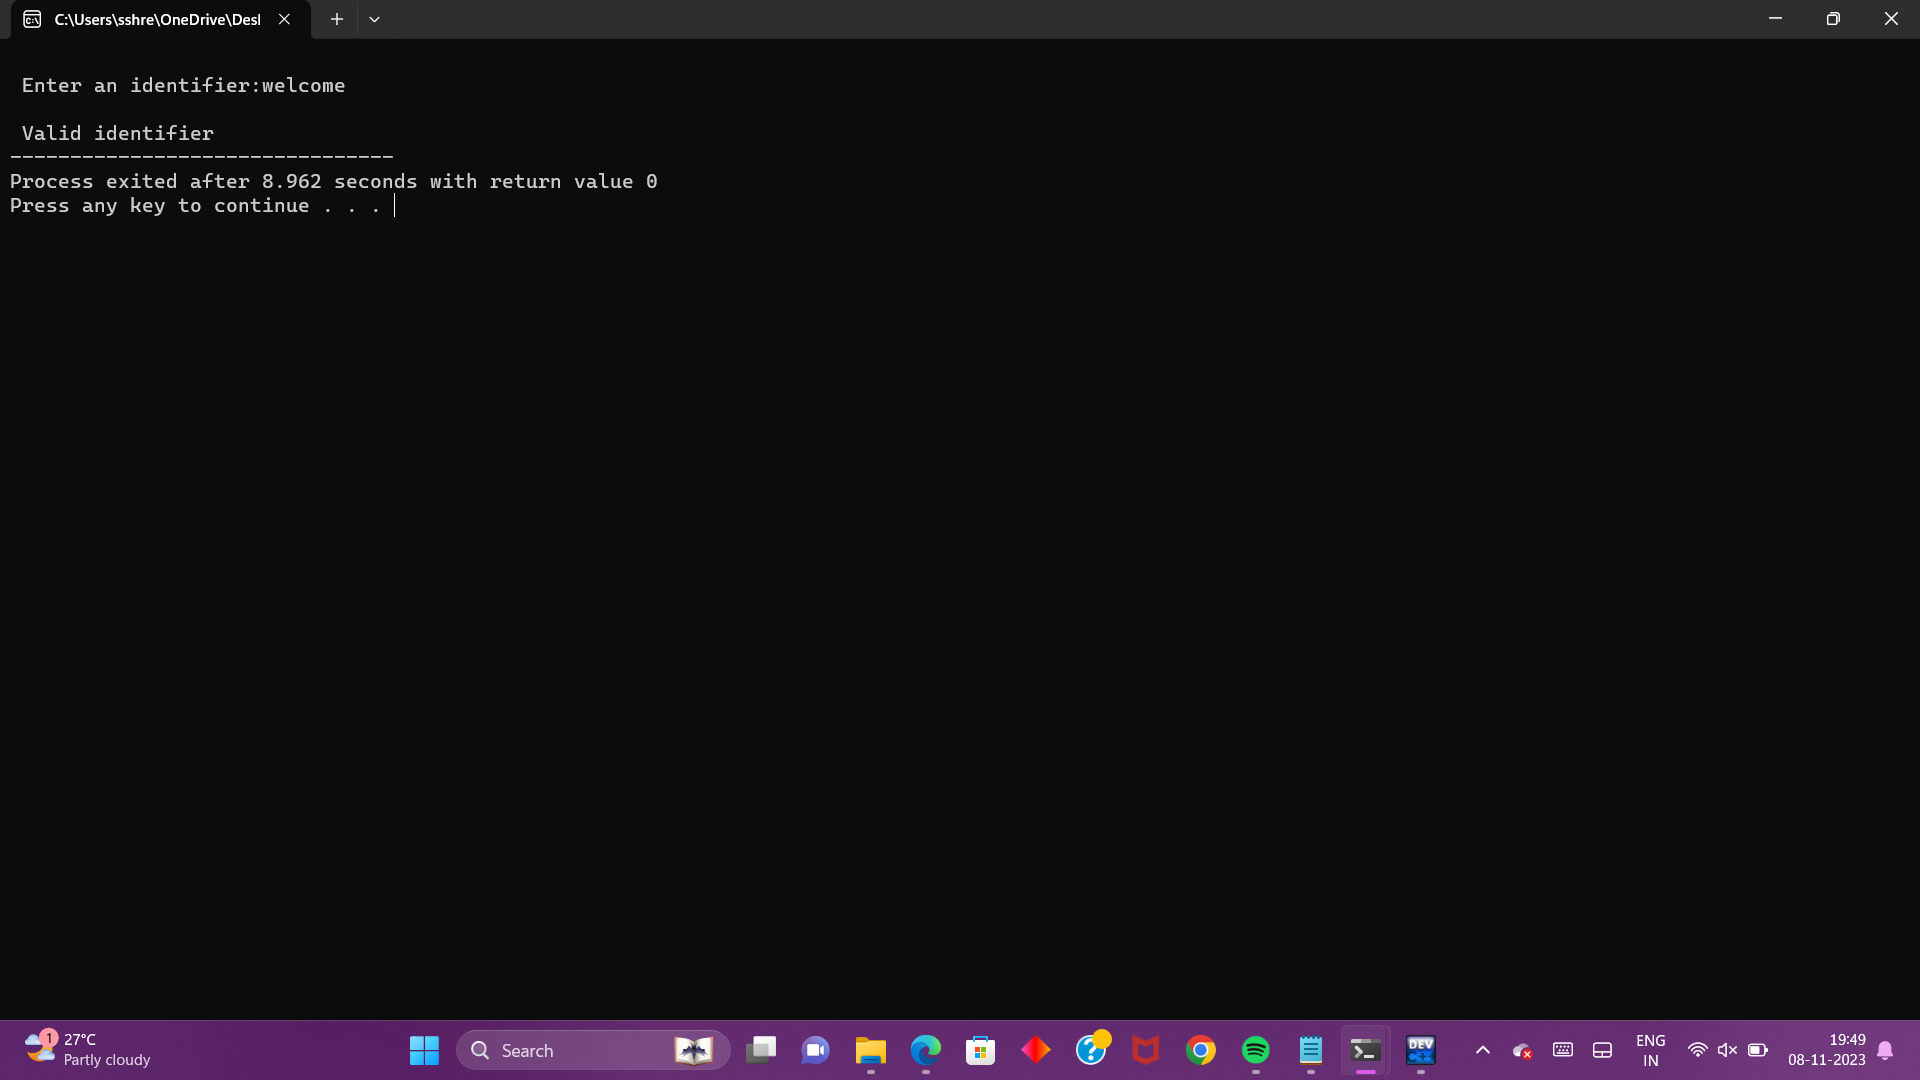 C:\Users\sshre\OneDrive\Desl
Enter an identifier:welcome
Valid identifier
--------------------------------
Process exited after 8.962 seconds with return value 0
Press any key to continue . . .
1
27°C
Partly cloudy
Search
DEV
ENG
IN
19:49
08-11-2023